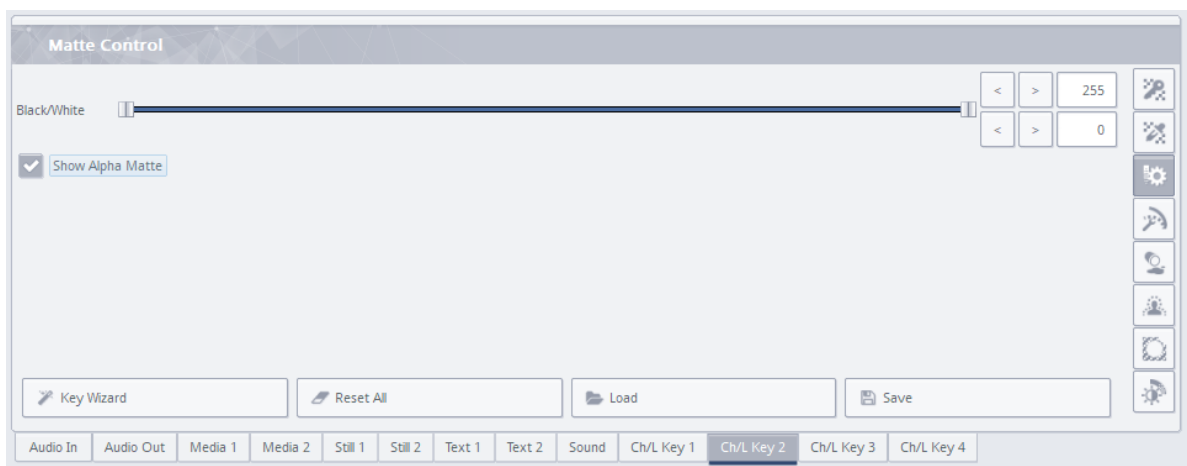 Matte Control
Black/White
< > 255
< > 0
Show Alpha Matte
Key Wizard Reset All Load Save
Audio In Audio Out Media 1 Media 2 Still 1 Still 2 Text 1 Text 2 Sound Ch/L Key 1 Ch/L Key 2 Ch/L Key 3 Ch/L Key 4